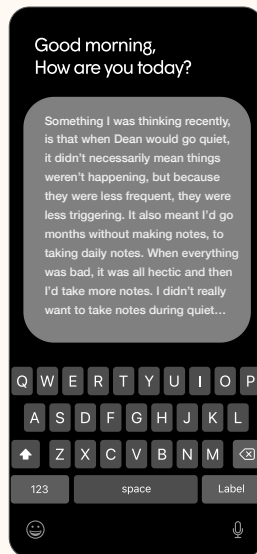 Good morning,
How are you today?
Something I was thinking recently,
is that when Dean would go quiet,
it didn’t necessarily mean things
weren’t happening, but because
they were less frequent, they were
less triggering. It also meant I’d go
months without making notes, to
taking daily notes. When everything
was bad, it was all hectic and then
I’d take more notes. I didn’t really
want to take notes during quiet…
Q W E R T Y U I O P
A S D F G H J K L
Z X C V B N M
123 space Label